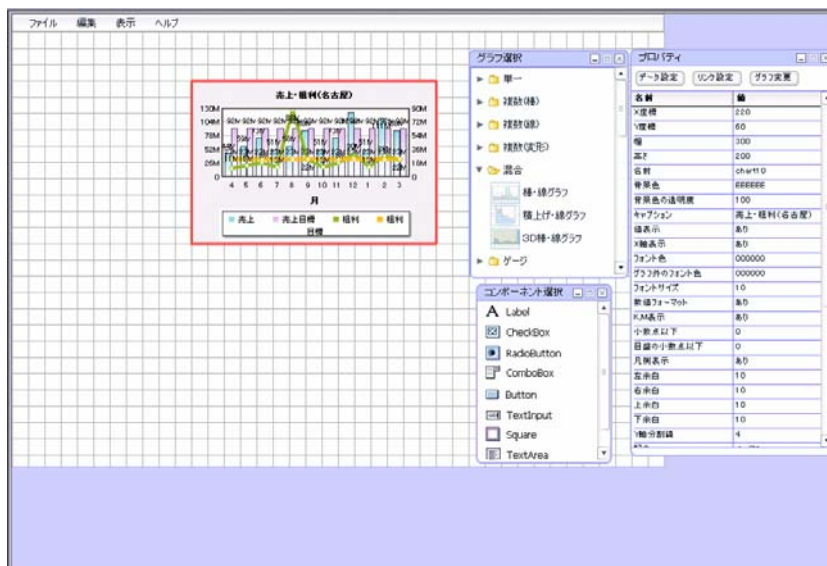 ファイル 編集 表示 ヘルプ
売上・粗利(名古屋)
130M
104M
78M
52M
26M
0
90M
72M
54M
36M
18M
0
4 5 6 7 8 9 10 11 12 1 2 3
月
売上 売上目標 粗利 粗利
目標
グラフ選択
単一
複数(棒)
複数(線)
複数(変形)
混合
棒・線グラフ
積上げ・線グラフ
3D棒・線グラフ
ゲージ
コンポーネント選択
Label
CheckBox
RadioButton
ComboBox
Button
TextInput
Square
TextArea
プロパティ
データ設定 リンク設定 グラフ変更
名前 値
X座標 220
Y座標 60
幅 300
高さ 200
名前 chart10
背景色 EEEEEE
背景色の透明度 100
キャプション 売上・粗利(名古屋)
値表示 あり
X軸表示 あり
フォント色 000000
グラフ外のフォント色 000000
フォントサイズ 10
数値フォーマット あり
K,M表示 あり
小数点以下 0
目盛の小数点以下 0
凡例表示 あり
左余白 10
右余白 10
上余白 10
下余白 10
Y軸分割線 4